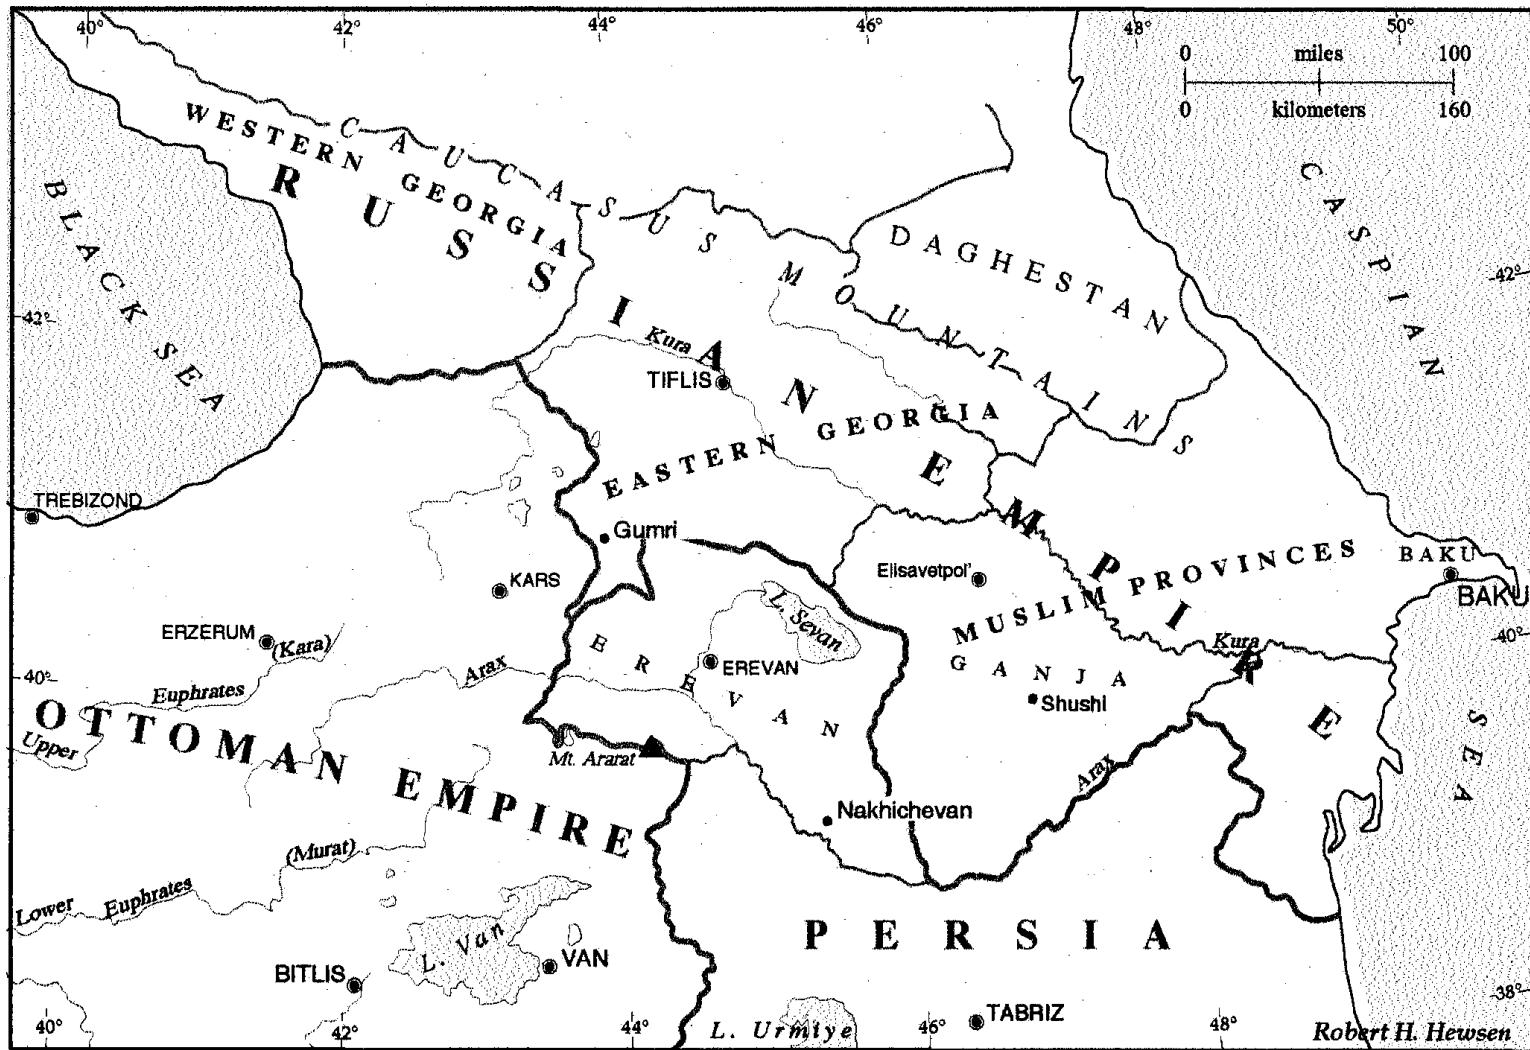 40° 42° 44° 46° 48° 50°
0 miles 100
0 kilometers 160
WESTERN GEORGIA
CAUCASUS MOUNTAINS
RUSSIAN EMPIRE
BLACK SEA
CASPIAN SEA
DAGHESTAN
42°
42°
Kura
TIFLIS
EASTERN GEORGIA
TREBIZOND
Gumri
KARS
Elisavetpol'
MUSLIM PROVINCES
BAKU
BAKU
L. Sevan
ERZERUM
(Kara)
EREVAN
EREVAN
GANJA
Kura
40°
Shushi
40°
Euphrates
Arax
Upper
OTTOMAN EMPIRE
Mt. Ararat
Arax
Nakhichevan
(Murat)
Lower Euphrates
L. Van
VAN
BITLIS
PERSIA
TABRIZ
L. Urmiye
38°
40° 42° 44° 46° 48°
Robert H. Hewsen